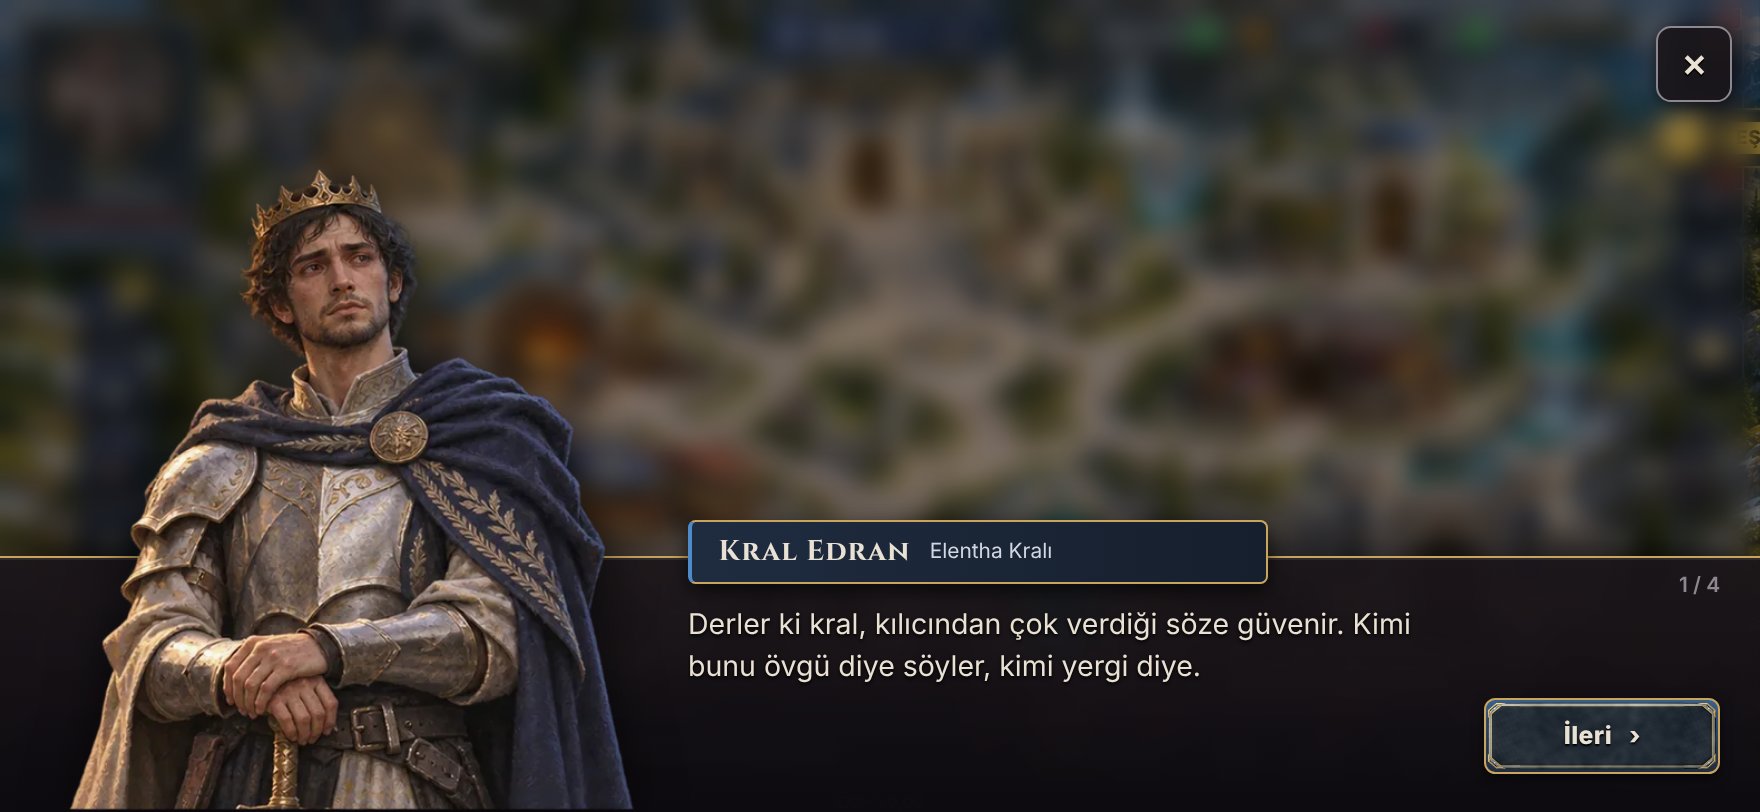 ×
KRAL EDRAN Elentha Kralı
1 / 4
Derler ki kral, kılıcından çok verdiği söze güvenir. Kimi
bunu övgü diye söyler, kimi yergi diye.
İleri ›